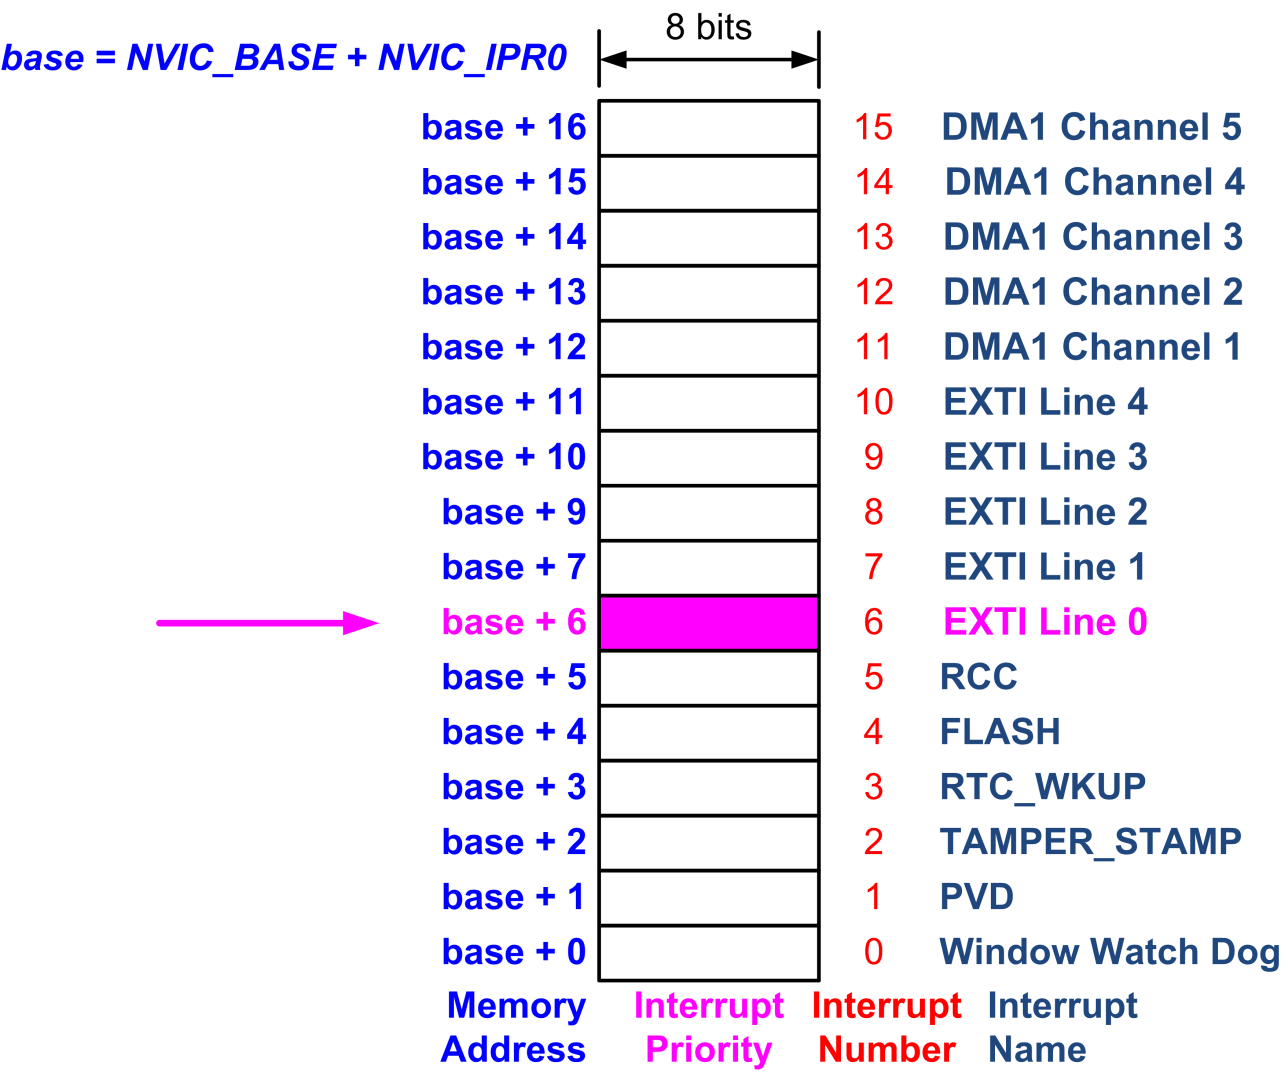 8 bits
base = NVIC_BASE + NVIC_IPR0
base + 16 15 DMA1 Channel 5
base + 15 14 DMA1 Channel 4
base + 14 13 DMA1 Channel 3
base + 13 12 DMA1 Channel 2
base + 12 11 DMA1 Channel 1
base + 11 10 EXTI Line 4
base + 10 9 EXTI Line 3
base + 9 8 EXTI Line 2
base + 7 7 EXTI Line 1
base + 6 6 EXTI Line 0
base + 5 5 RCC
base + 4 4 FLASH
base + 3 3 RTC_WKUP
base + 2 2 TAMPER_STAMP
base + 1 1 PVD
base + 0 0 Window Watch Dog
Memory Interrupt Interrupt Interrupt
Address Priority Number Name